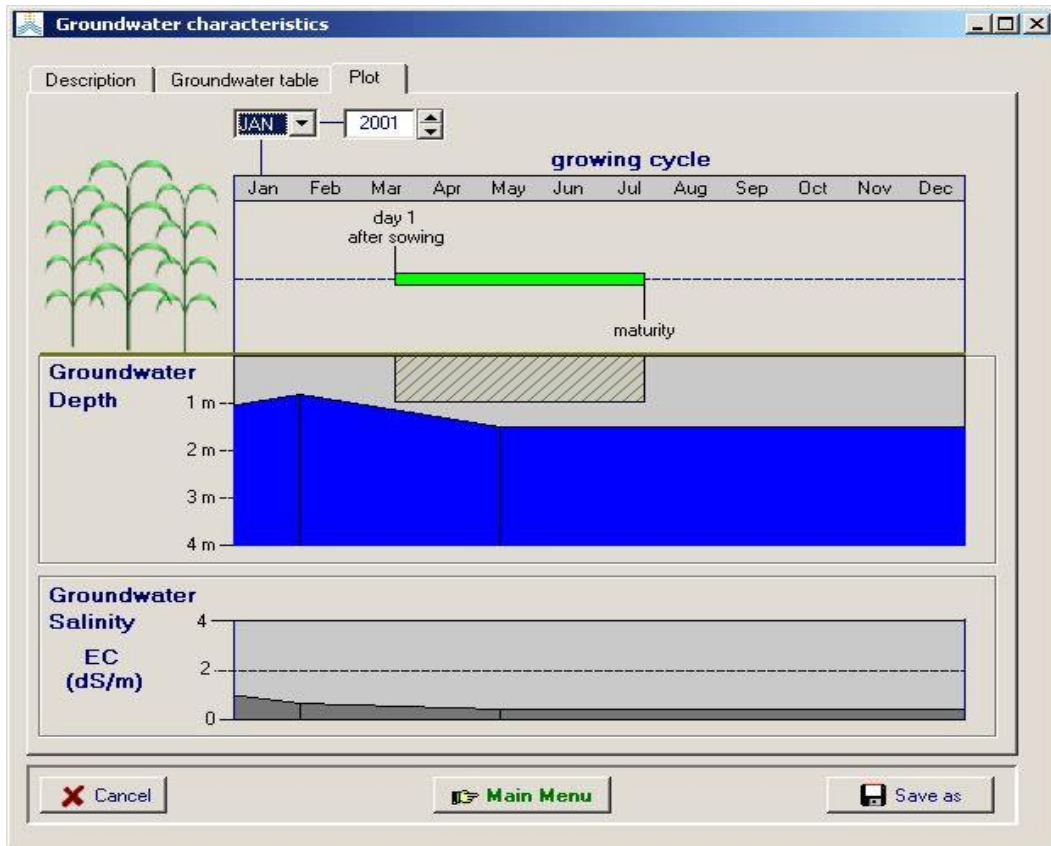 Groundwater characteristics
Description Groundwater table Plot
JAN 2001
growing cycle
Jan Feb Mar Apr May Jun Jul Aug Sep Oct Nov Dec
day 1
after sowing
maturity
Groundwater
Depth
1 m
2 m
3 m
4 m
Groundwater
Salinity
4
EC
(dS/m)
2
0
Cancel Main Menu Save as